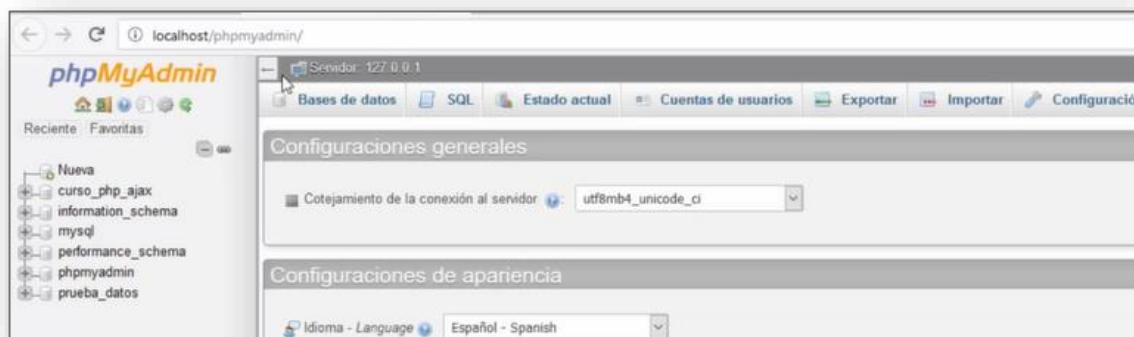 localhost/phpmyadmin/
phpMyAdmin
Reciente Favoritas
Nueva
curso_php_ajax
information_schema
mysql
performance_schema
phpmyadmin
prueba_datos
Servidor: 127.0.0.1
Bases de datos SQL Estado actual Cuentas de usuarios Exportar Importar Configuració
Configuraciones generales
Cotejamiento de la conexión al servidor : utf8mb4_unicode_ci
Configuraciones de apariencia
Idioma - Language Español - Spanish